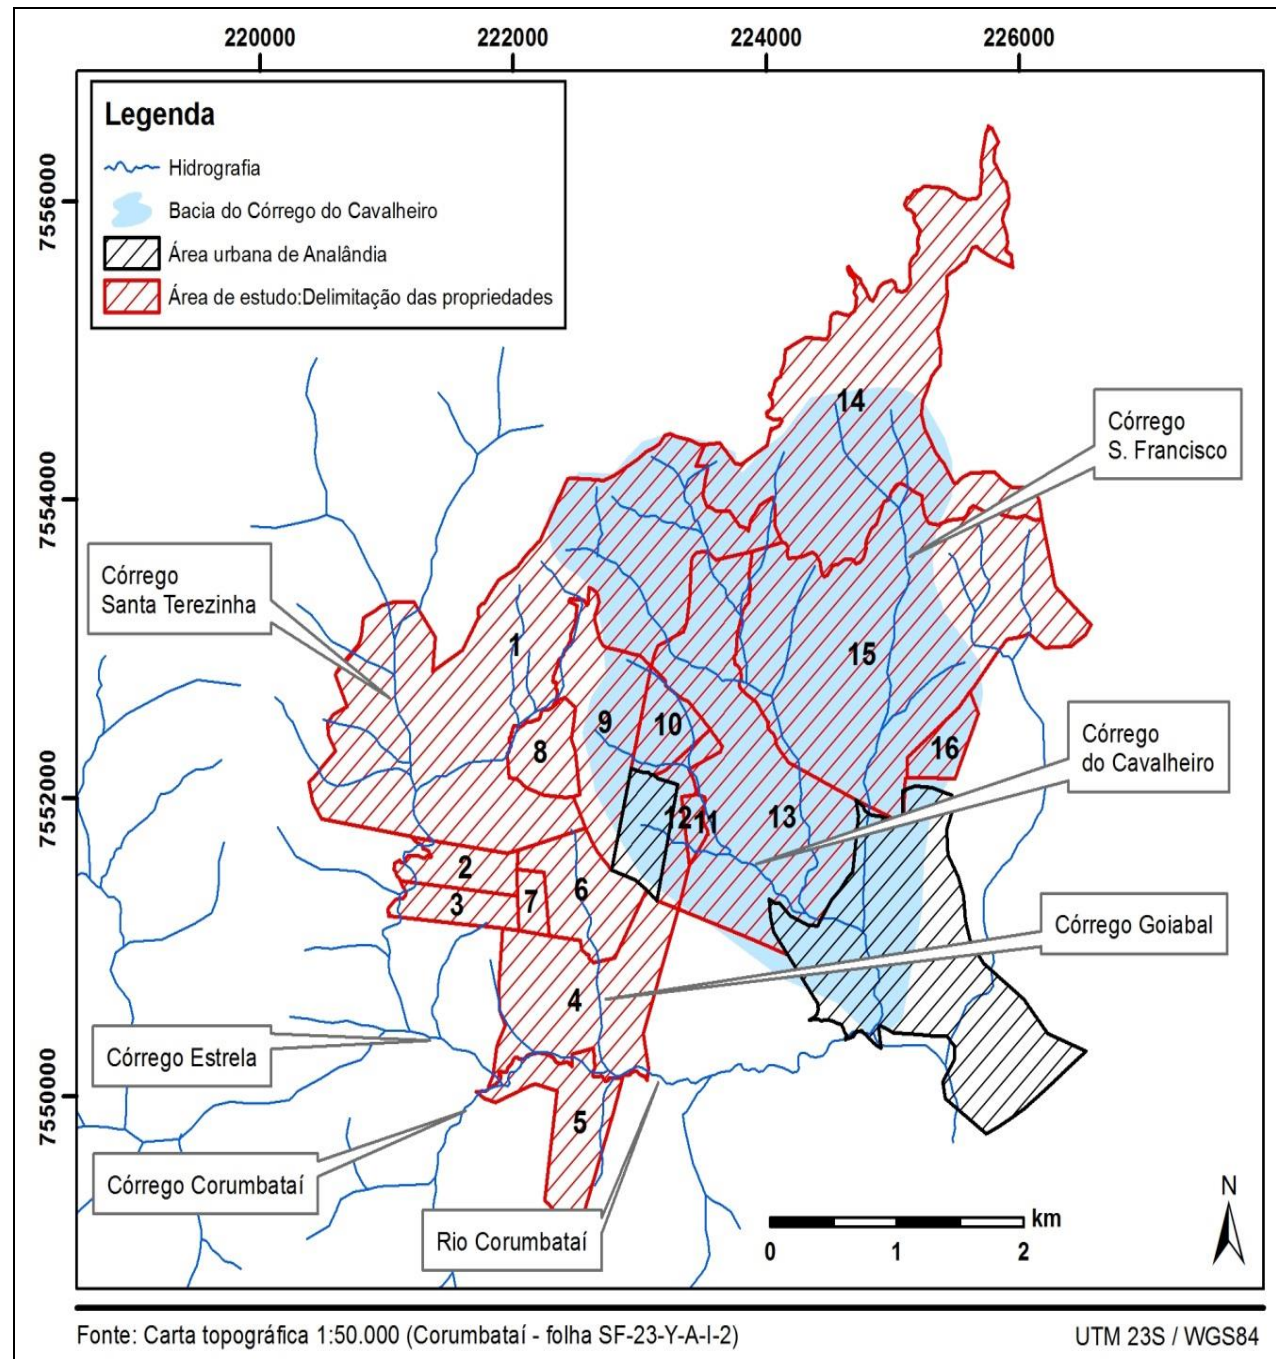 220000 222000 224000 226000
7556000
7554000
7552000
7550000
Legenda
Hidrografia
Bacia do Córrego do Cavalheiro
Área urbana de Analândia
Área de estudo:Delimitação das propriedades
14
Córrego
S. Francisco
Córrego
Santa Terezinha
1
15
9
10
8
16
Córrego
do Cavalheiro
12
11
13
2
6
3
7
Córrego Goiabal
4
Córrego Estrela
5
Córrego Corumbataí
Rio Corumbataí
km
0 1 2
N
Fonte: Carta topográfica 1:50.000 (Corumbataí - folha SF-23-Y-A-I-2)
UTM 23S / WGS84